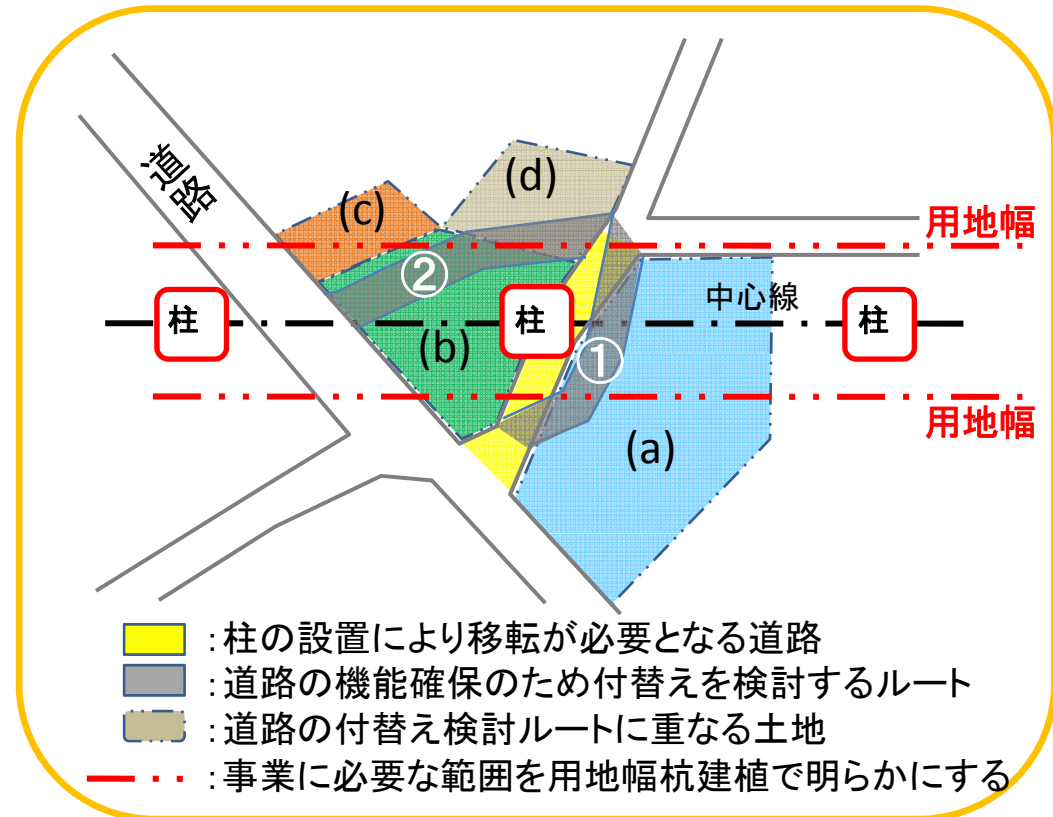 道路
(d)
(c)
用地幅
②
中心線
柱
柱
柱
(b)
①
用地幅
(a)
：柱の設置により移転が必要となる道路
：道路の機能確保のため付替えを検討するルート
：道路の付替え検討ルートに重なる土地
：事業に必要な範囲を用地幅杭建植で明らかにする